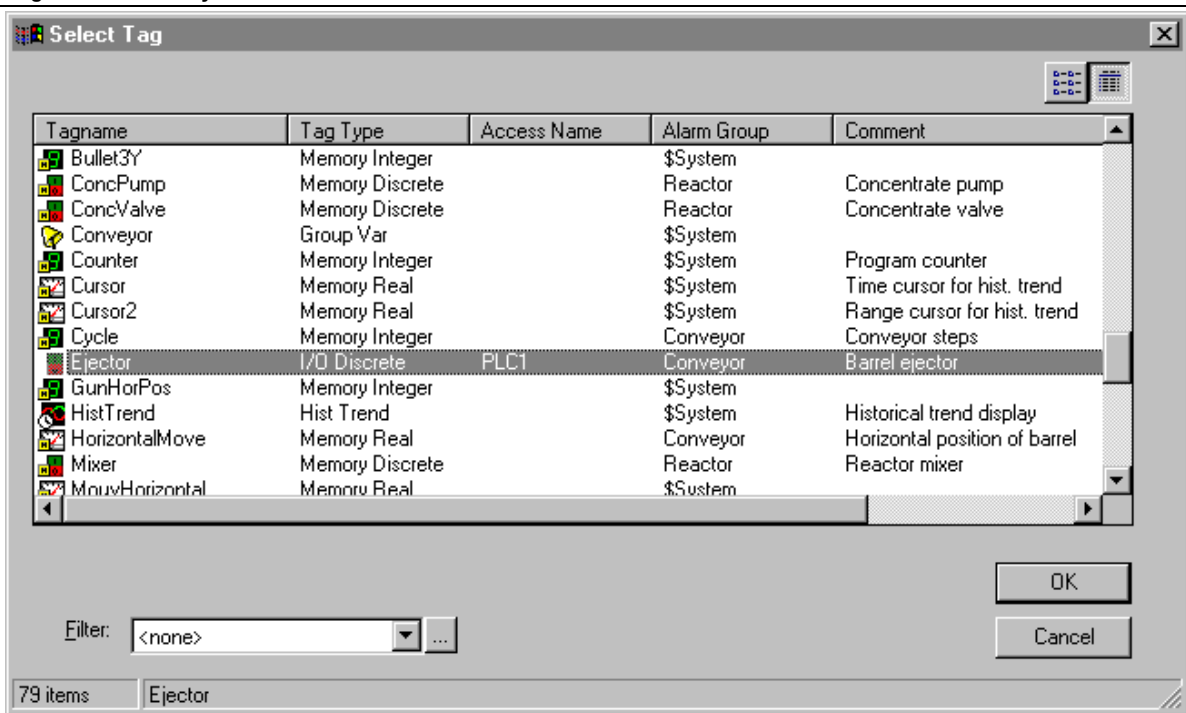 Select Tag
Tagname Tag Type Access Name Alarm Group Comment
Bullet3Y Memory Integer $System
ConcPump Memory Discrete Reactor Concentrate pump
ConcValve Memory Discrete Reactor Concentrate valve
Conveyor Group Var $System
Counter Memory Integer $System Program counter
Cursor Memory Real $System Time cursor for hist. trend
Cursor2 Memory Real $System Range cursor for hist. trend
Cycle Memory Integer Conveyor Conveyor steps
Ejector I/O Discrete PLC1 Conveyor Barrel ejector
GunHorPos Memory Integer $System
HistTrend Hist Trend $System Historical trend display
HorizontalMove Memory Real Conveyor Horizontal position of barrel
Mixer Memory Discrete Reactor Reactor mixer
MouvHorizontal Memory Real $System
OK
Filter: <none> ...
Cancel
79 items Ejector